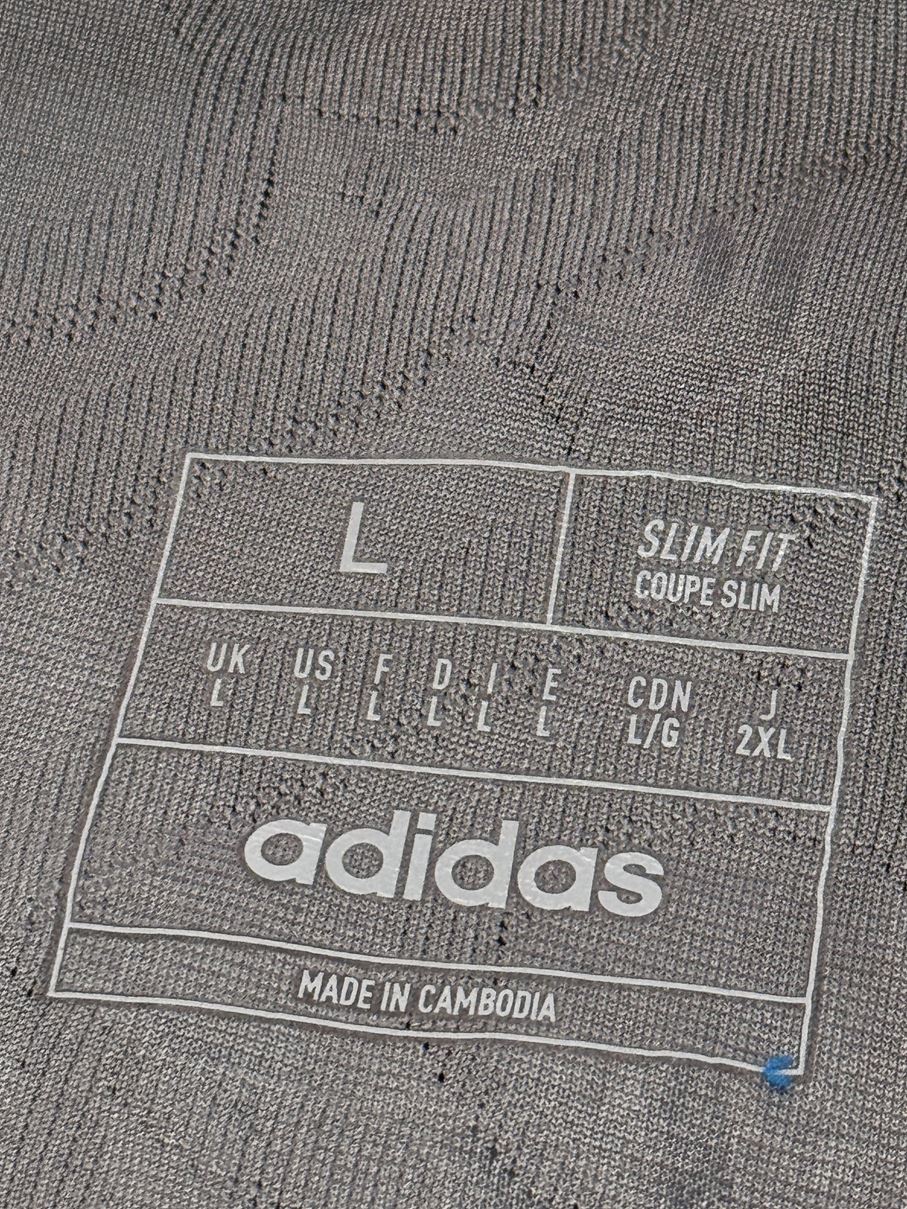 L
SLIM FIT
COUPE SLIM
UK US F D I E CDN J
L L L L L L L/G 2XL
adidas
MADE IN CAMBODIA